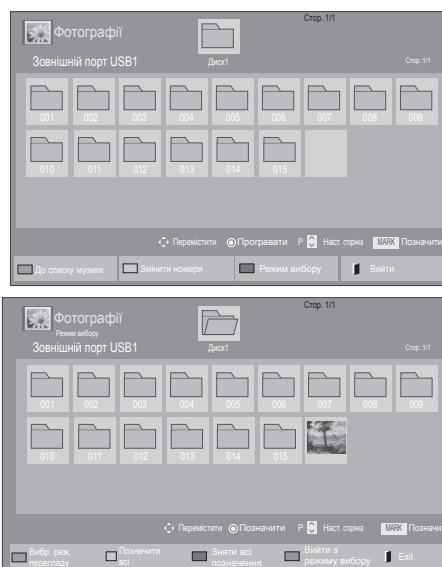 Стор. 1/1
Фотографії
Зовнішній порт USB1
Диск1
Стор. 1/1
001 002 003 004 005 006 007 008 009
010 011 012 013 014 015
Перемістити Програвати P Наст. сторінка MARK Позначити
До списку музики Змінити номери Режим вибору Вийти
Стор. 1/1
Фотографії
Режим вибору
Зовнішній порт USB1
Диск1
Стор. 1/1
001 002 003 004 005 006 007 008 009
010 011 012 013 014 015
Перемістити Позначити P Наст. сторінка MARK Позначи
Вибр. реж. перегляду Позначити всі Зняти всі позначення Вийти з режиму вибору Exit